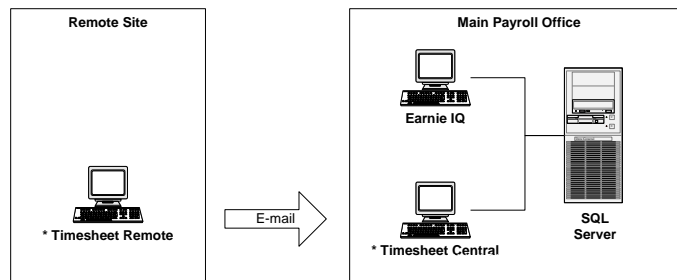 Remote Site
* Timesheet Remote
E-mail
Main Payroll Office
Earnie IQ
* Timesheet Central
SQL
Server